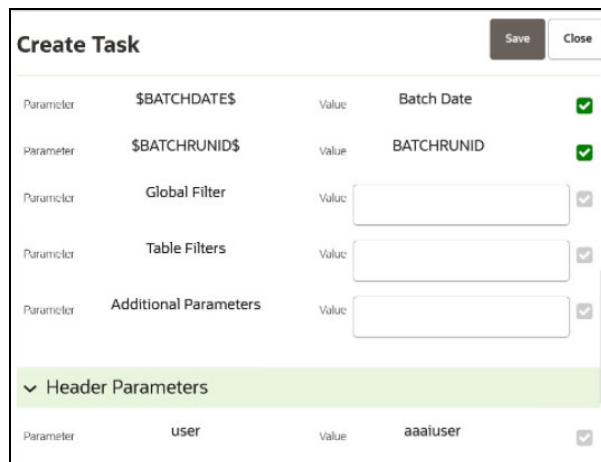 Create Task
Save
Close
Parameter $BATCHDATE$ Value Batch Date
Parameter $BATCHRUNID$ Value BATCHRUNID
Parameter Global Filter Value
Parameter Table Filters Value
Parameter Additional Parameters Value
Header Parameters
Parameter user Value aaaiuser